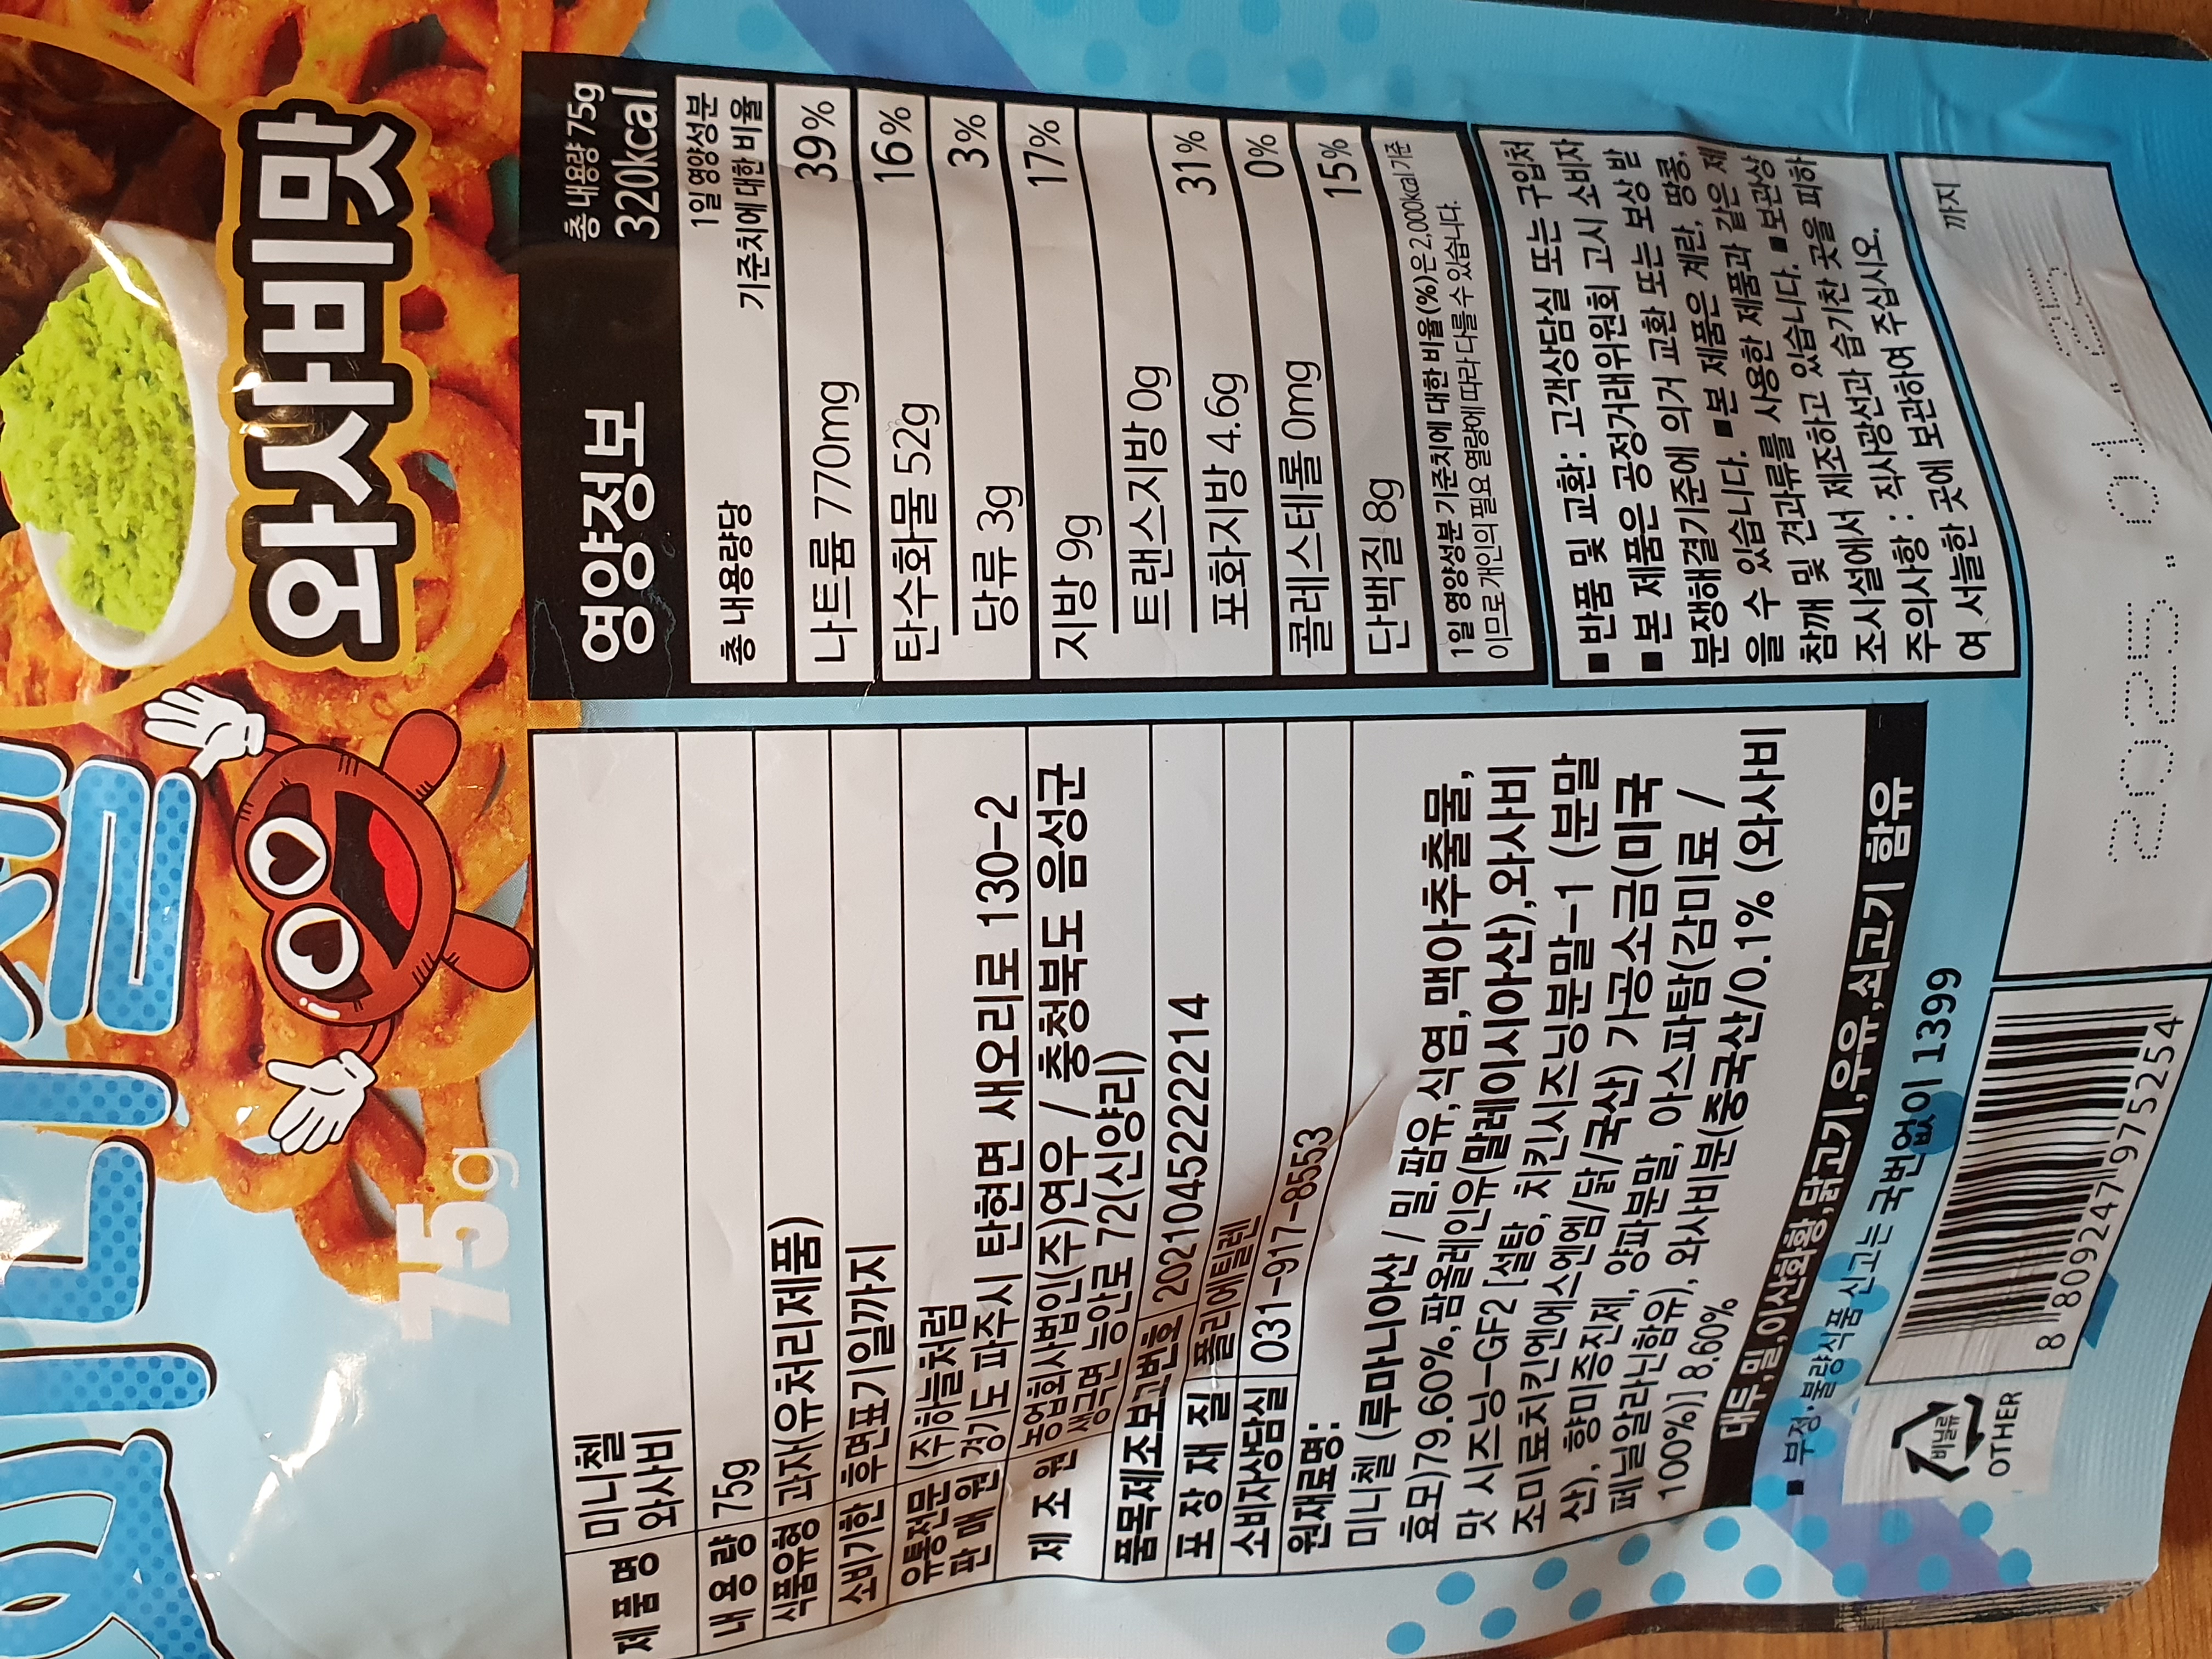 미니첼
와사비맛
75g
제품명 미니첼
와사비
내용량 75g
식품유형 과자(유처리제품)
소비기한 후면표기일까지
유통전문 (주)하늘처럼
판매원 경기도 파주시 탄현면 새오리로 130-2
제조원 농업회사법인(주)연우 / 충청북도 음성군
생극면 능안로 72(신양리)
품목제조보고번호 20210452222214
포장재질 폴리에틸렌
소비자상담실 031-917-8553
원재료명:
미니첼 (루마니아산 / 밀,팜유,식염,맥아추출물,
효모)79.60%,팜올레인유(말레이시아산),와사비
맛 시즈닝-GF2 [설탕, 치킨시즈닝분말-1 (분말
조미료치킨엔에스엔엠/닭/국산) 가공소금(미국
산), 향미증진제, 양파분말, 아스파탐(감미료 /
페닐알라닌함유), 와사비분(중국산/0.1% (와사비
100%)] 8.60%
대두,밀,이산화황,닭고기,우유,쇠고기 함유
■ 부정·불량식품 신고는 국번없이 1399
비닐류
OTHER
8 809247 975254
영양정보
총 내용량 75g
320kcal
총 내용량당 1일 영양성분
기준치에 대한 비율
나트륨 770mg 39%
탄수화물 52g 16%
당류 3g 3%
지방 9g 17%
트랜스지방 0g
포화지방 4.6g 31%
콜레스테롤 0mg 0%
단백질 8g 15%
1일 영양성분 기준치에 대한 비율(%)은 2,000kcal 기준
이므로 개인의 필요 열량에 따라 다를 수 있습니다.
■ 반품 및 교환: 고객상담실 또는 구입처
■ 본 제품은 공정거래위원회 고시 소비자
분쟁해결기준에 의거 교환 또는 보상 받
을 수 있습니다. ■ 본 제품은 계란, 땅콩,
참깨 및 견과류를 사용한 제품과 같은 제
조시설에서 제조하고 있습니다. ■ 보관상
주의사항 : 직사광선과 습기찬 곳을 피하
여 서늘한 곳에 보관하여 주십시오.
까지
2025. 01.